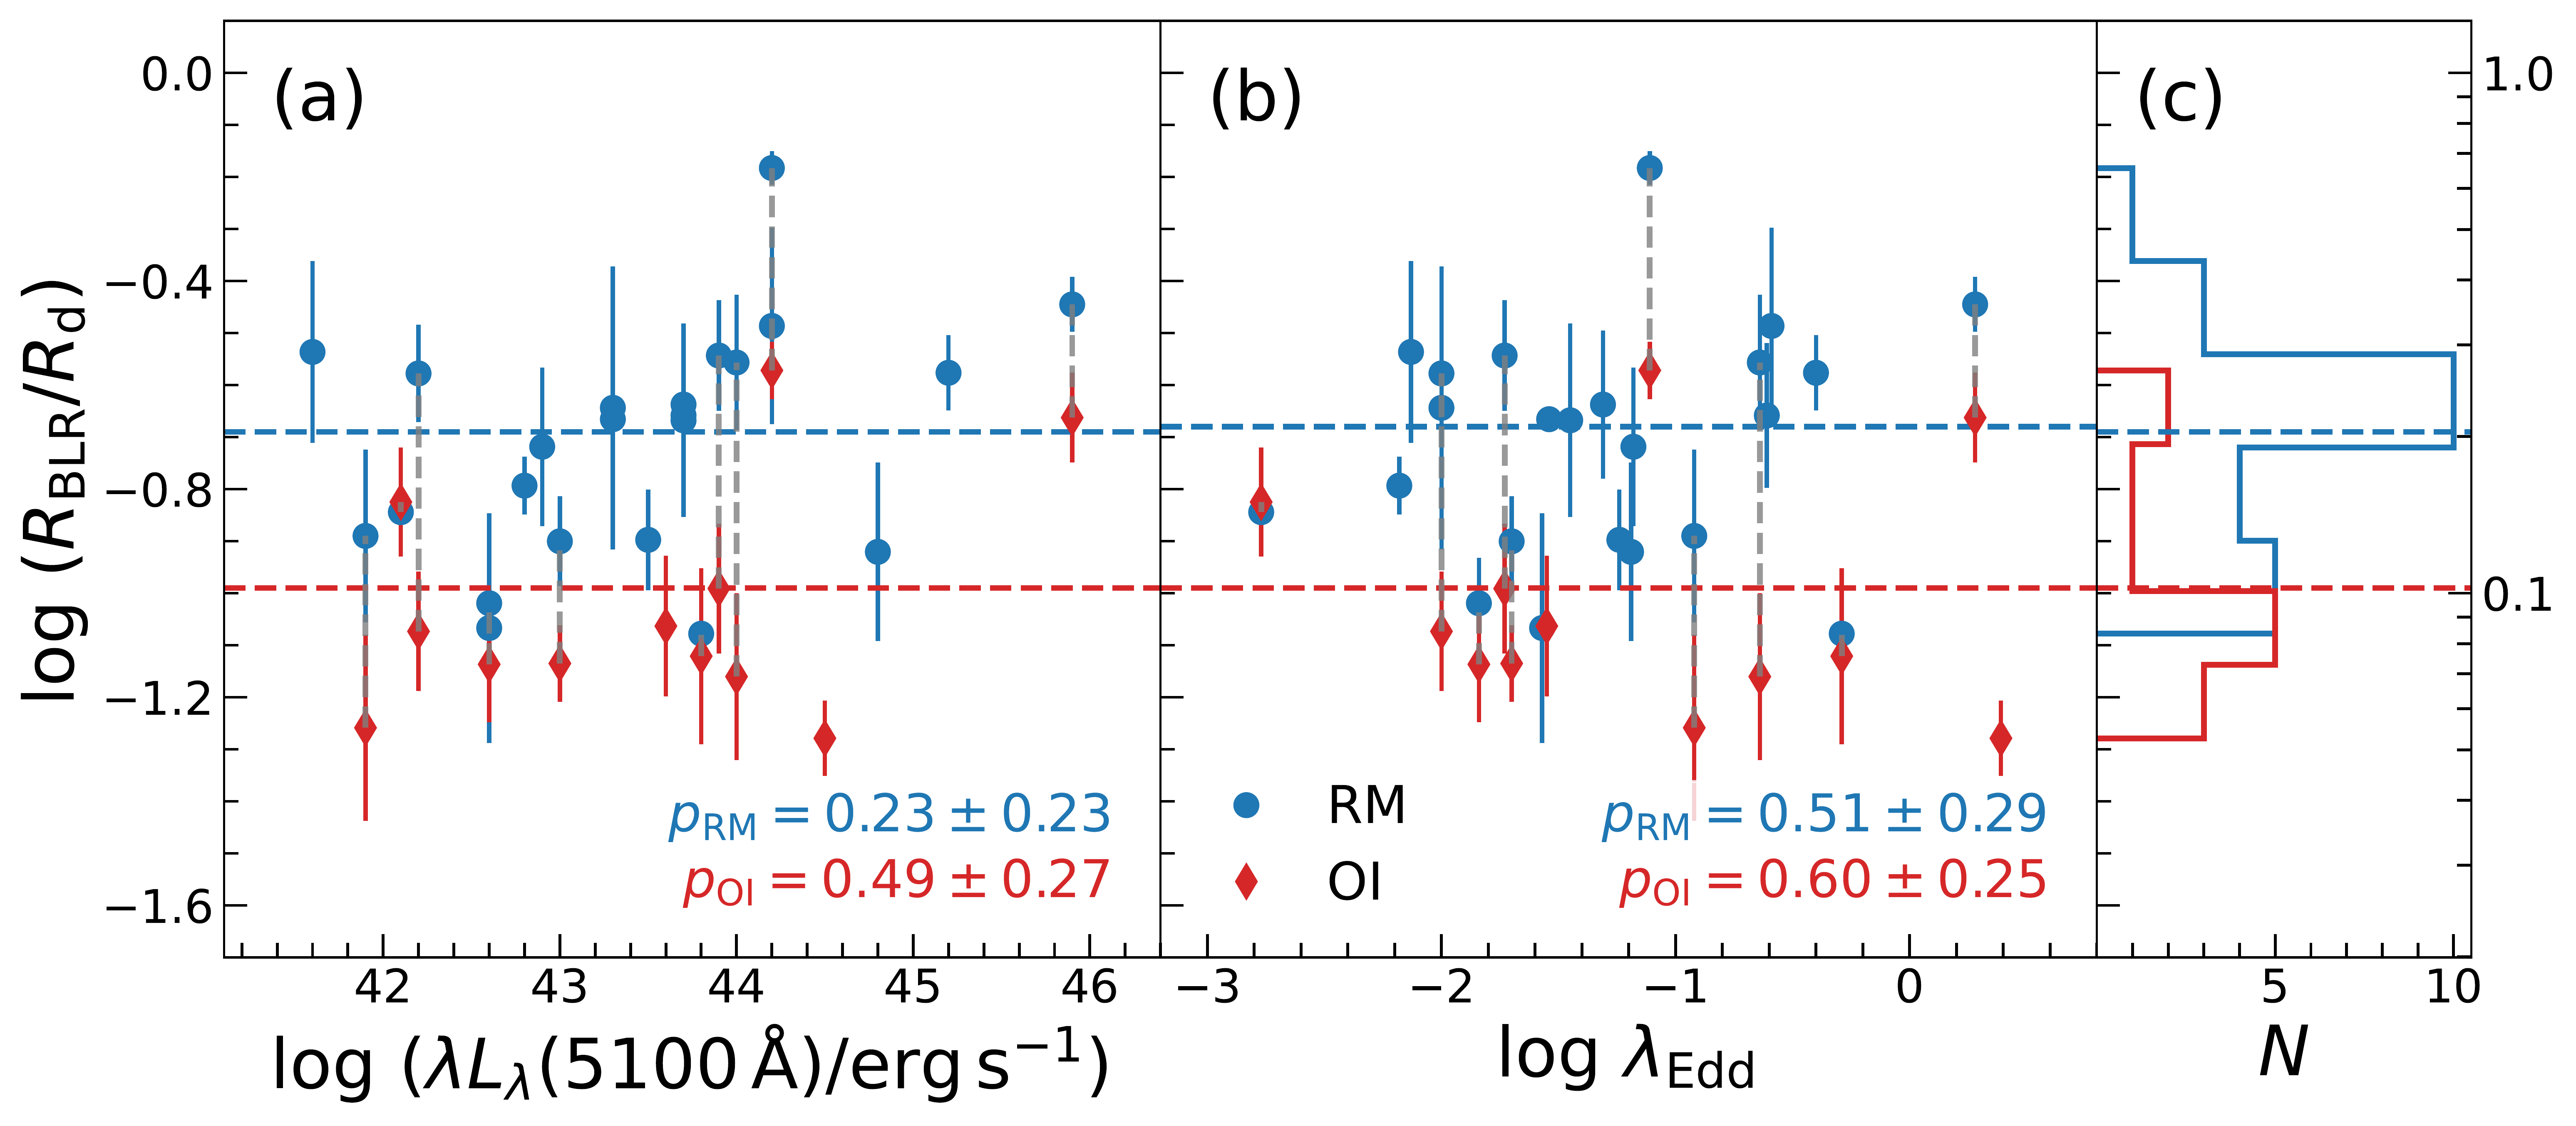 (a)
(b)
(c)
log (R_BLR/R_d)
0.0
−0.4
−0.8
−1.2
−1.6
1.0
0.1
p_RM = 0.23 ± 0.23
p_OI = 0.49 ± 0.27
RM
OI
p_RM = 0.51 ± 0.29
p_OI = 0.60 ± 0.25
42 43 44 45 46
−3 −2 −1 0
5 10
log (λL_λ(5100 Å)/erg s⁻¹)
log λ_Edd
N